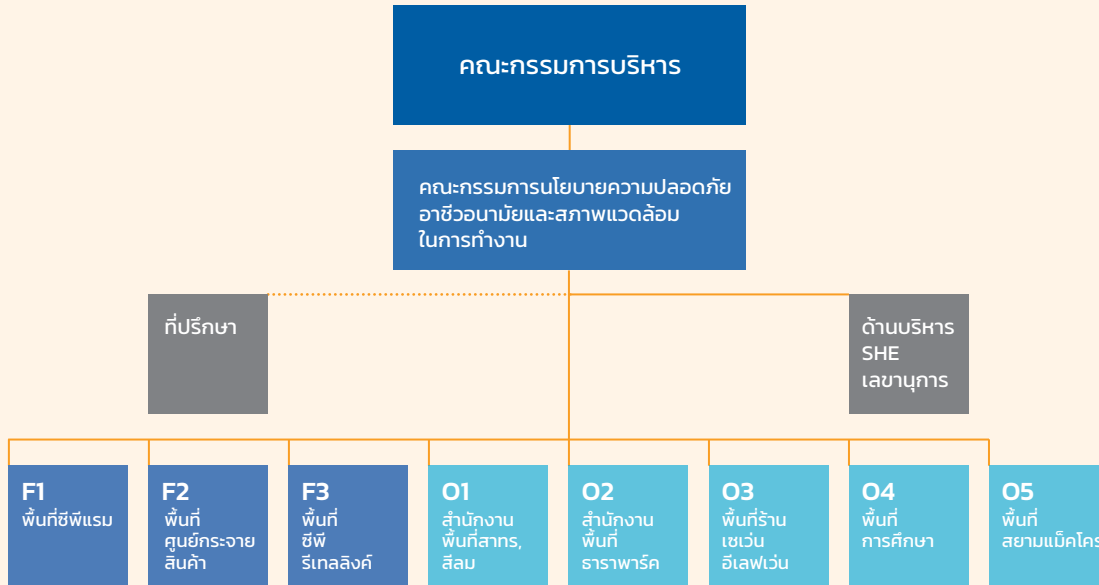 คณะกรรมการบริหาร
คณะกรรมการนโยบายความปลอดภัย
อาชีวอนามัยและสภาพแวดล้อม
ในการทำงาน
ที่ปรึกษา
ด้านบริหาร
SHE
เลขานุการ
F1
พื้นที่ซีพีแรม
F2
พื้นที่
ศูนย์กระจาย
สินค้า
F3
พื้นที่
ซีพี
รีเทลลิงค์
O1
สำนักงาน
พื้นที่สาทร,
สีลม
O2
สำนักงาน
พื้นที่
ธาราพาร์ค
O3
พื้นที่ร้าน
เซเว่น
อีเลฟเว่น
O4
พื้นที่
การศึกษา
O5
พื้นที่
สยามแม็คโคร